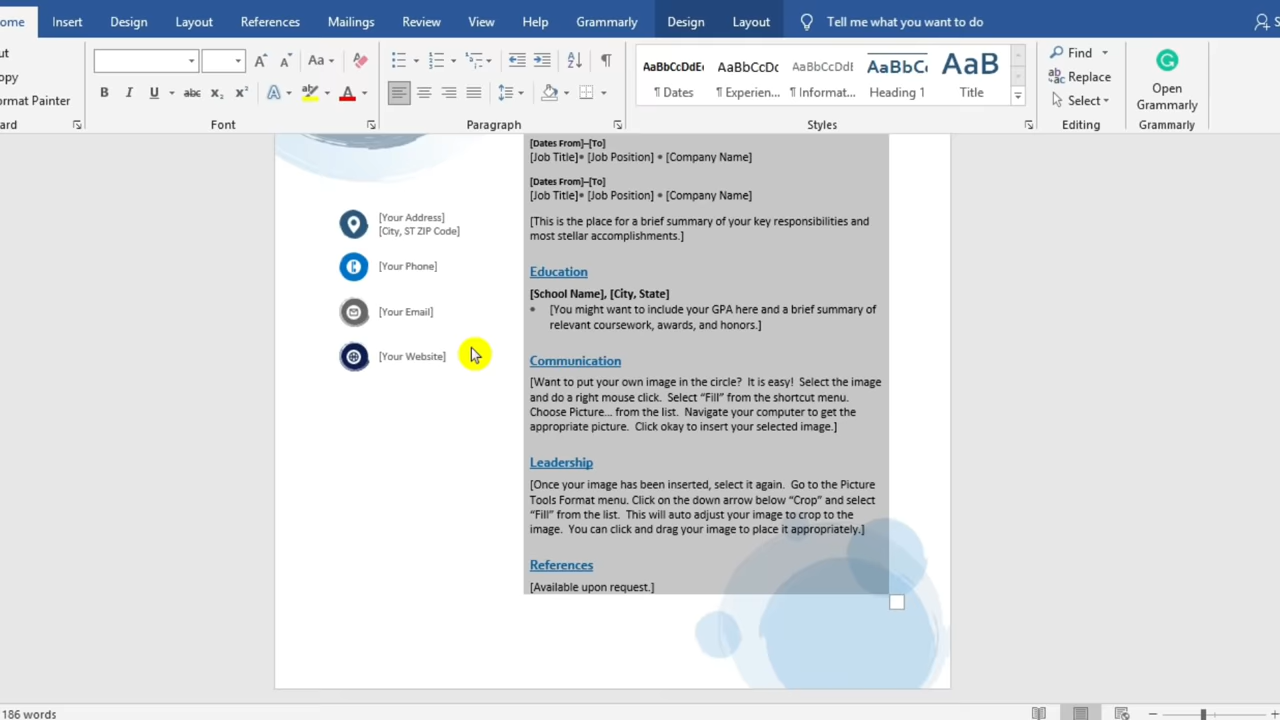 ome Insert Design Layout References Mailings Review View Help Grammarly Design Layout Tell me what you want to do S
ut
opy
ormat Painter
ard
Aa
B I U abc X₂ X² A A
Font
Paragraph
AaBbCcDdEe AaBbCcDc AaBbCcDdE AaBbCc AaB
¶ Dates ¶ Experien... ¶ Informat... Heading 1 Title
Styles
Find
Replace
Select
Editing
Open
Grammarly
Grammarly
[Dates From]–[To]
[Job Title]• [Job Position] • [Company Name]
[Dates From]–[To]
[Job Title]• [Job Position] • [Company Name]
[This is the place for a brief summary of your key responsibilities and
most stellar accomplishments.]
[Your Address]
[City, ST ZIP Code]
[Your Phone]
[Your Email]
[Your Website]
Education
[School Name], [City, State]
• [You might want to include your GPA here and a brief summary of
relevant coursework, awards, and honors.]
Communication
[Want to put your own image in the circle? It is easy! Select the image
and do a right mouse click. Select “Fill” from the shortcut menu.
Choose Picture... from the list. Navigate your computer to get the
appropriate picture. Click okay to insert your selected image.]
Leadership
[Once your image has been inserted, select it again. Go to the Picture
Tools Format menu. Click on the down arrow below “Crop” and select
“Fill” from the list. This will auto adjust your image to crop to the
image. You can click and drag your image to place it appropriately.]
References
[Available upon request.]
186 words